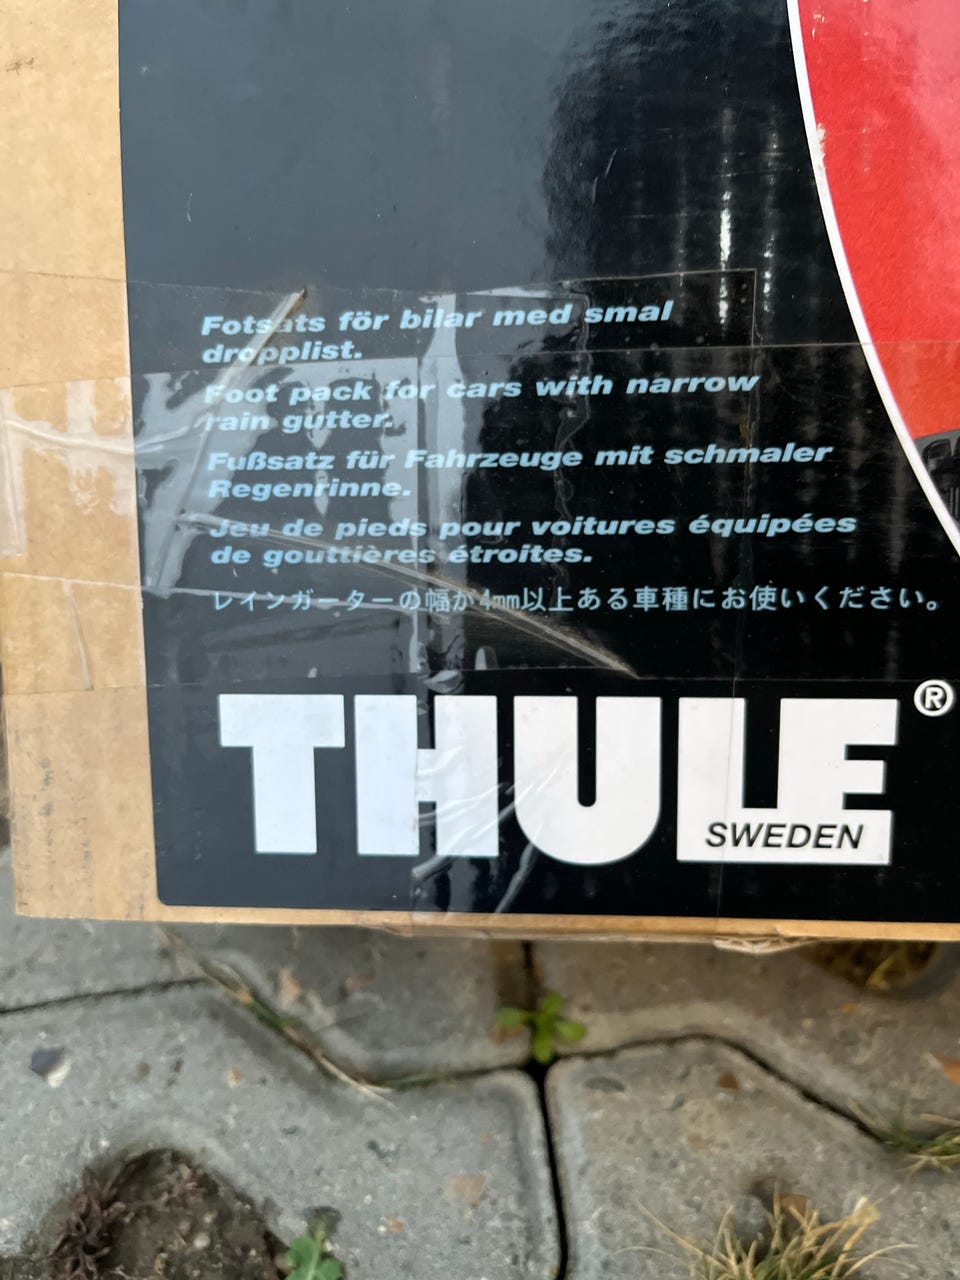 Fotsats för bilar med smal
dropplist.
Foot pack for cars with narrow
rain gutter.
Fußsatz für Fahrzeuge mit schmaler
Regenrinne.
Jeu de pieds pour voitures équipées
de gouttières étroites.
レインガーターの幅が4mm以上ある車種にお使いください。
THULE®
SWEDEN